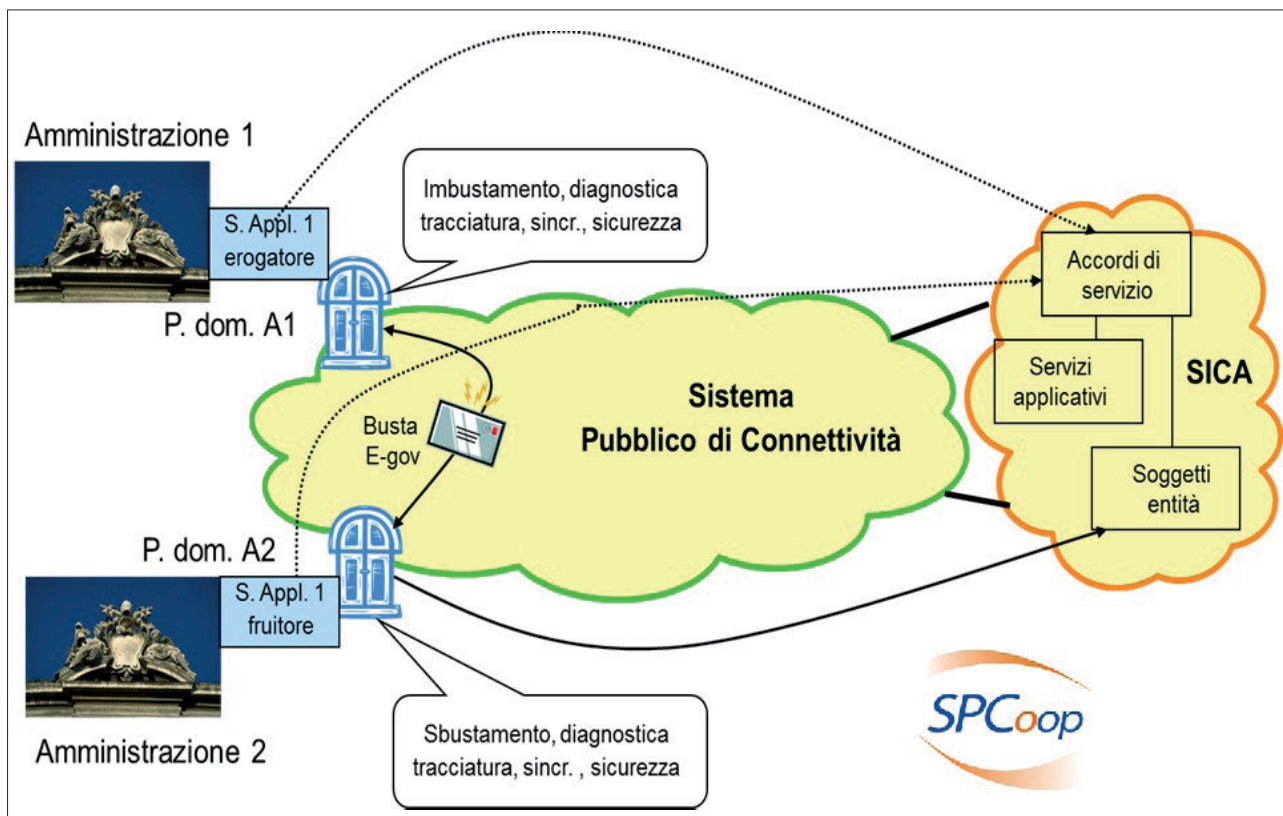 Amministrazione 1
S. Appl. 1
erogatore
P. dom. A1
Imbustamento, diagnostica
tracciatura, sincr., sicurezza
Busta
E-gov
Sistema
Pubblico di Connettività
Accordi di
servizio
Servizi
applicativi
SICA
Soggetti
entità
P. dom. A2
S. Appl. 1
fruitore
Amministrazione 2
Sbustamento, diagnostica
tracciatura, sincr. , sicurezza
SPCoop